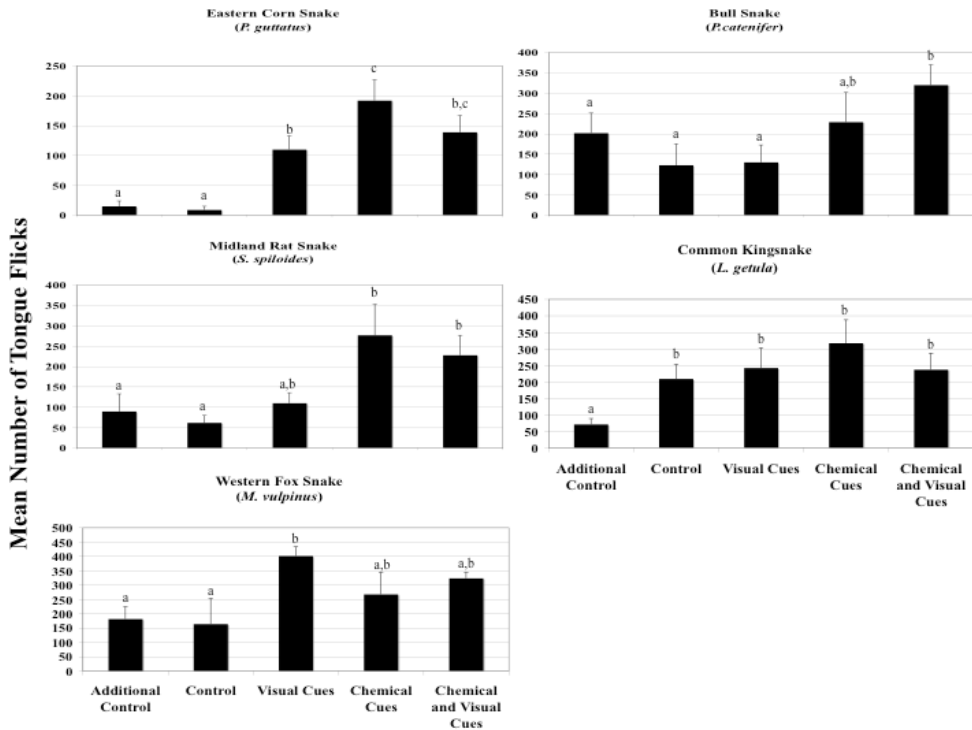 Mean Number of Tongue Flicks
Eastern Corn Snake
(P. guttatus)
250
200
150
100
50
0
a
a
b
c
b,c
Bull Snake
(P.catenifer)
400
350
300
250
200
150
100
50
0
a
a
a
a,b
b
Midland Rat Snake
(S. spiloides)
400
350
300
250
200
150
100
50
0
a
a
a,b
b
b
Common Kingsnake
(L. getula)
450
400
350
300
250
200
150
100
50
0
a
b
b
b
b
Additional
Control
Control
Visual Cues
Chemical
Cues
Chemical
and Visual
Cues
Western Fox Snake
(M. vulpinus)
500
450
400
350
300
250
200
150
100
50
0
a
a
b
a,b
a,b
Additional
Control
Control
Visual Cues
Chemical
Cues
Chemical
and Visual
Cues